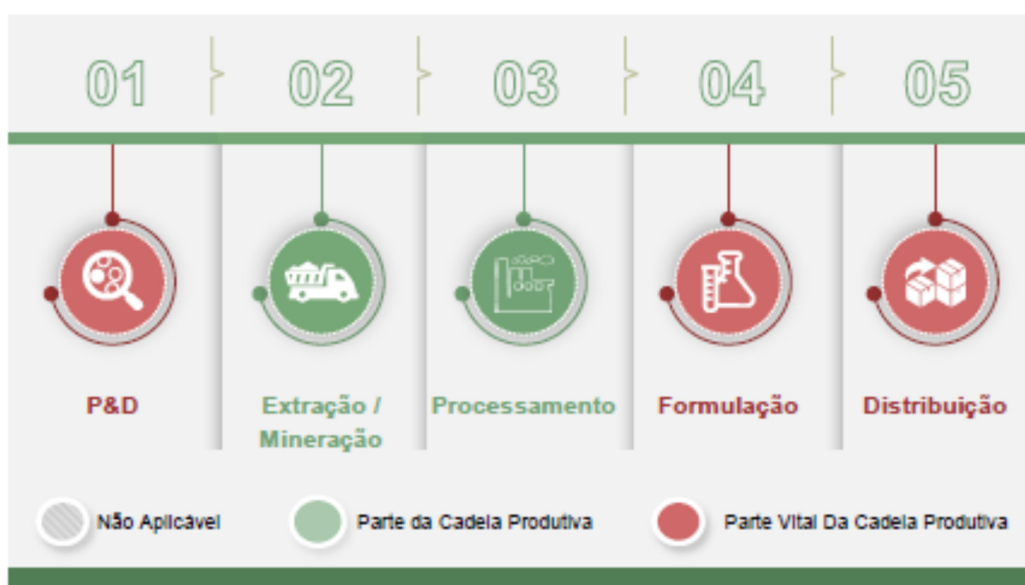 01 02 03 04 05
P&D
Extração /
Mineração
Processamento
Formulação
Distribuição
Não Aplicável
Parte da Cadeia Produtiva
Parte Vital Da Cadeia Produtiva